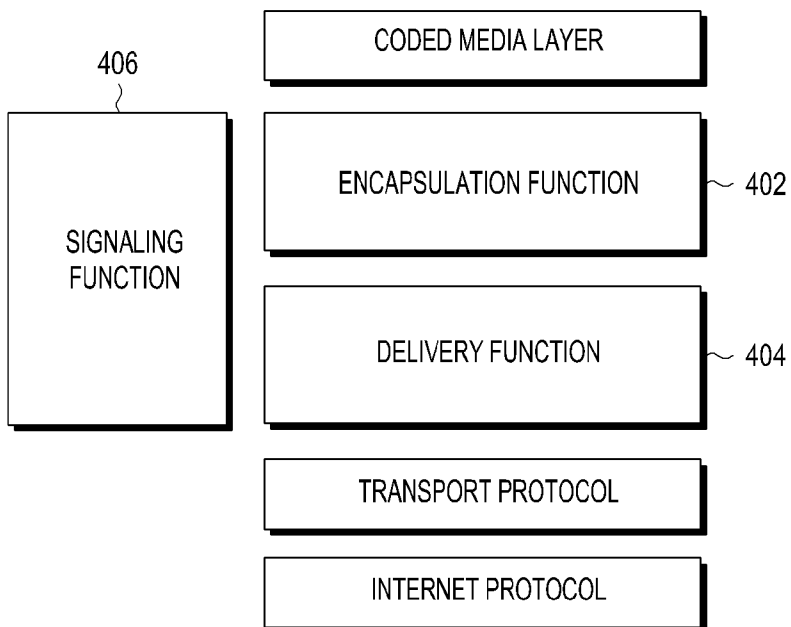 CODED MEDIA LAYER
406
ENCAPSULATION FUNCTION
402
SIGNALING
FUNCTION
DELIVERY FUNCTION
404
TRANSPORT PROTOCOL
INTERNET PROTOCOL